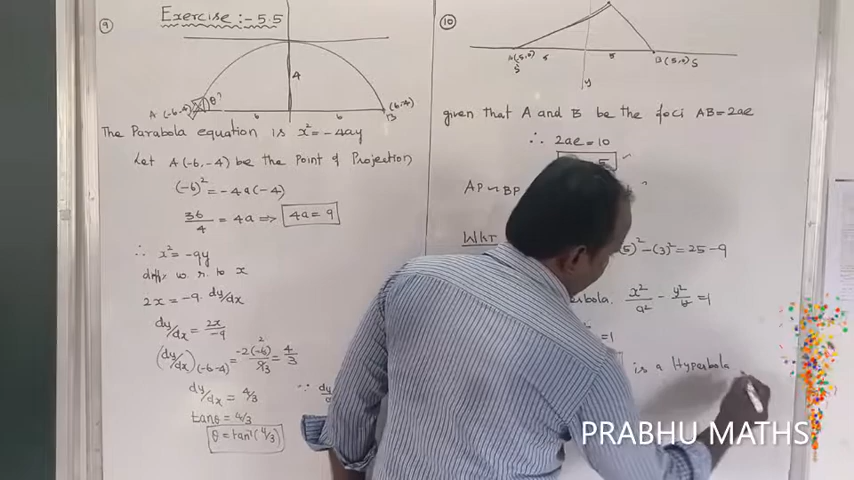 Exercise :- 5.5
9
θ?
4
A (-6,-4)
6
6
(6,-4)
B
The Parabola equation is x² = -4ay
Let A(-6,-4) be the Point of Projection
(-6)² = -4a(-4)
36/4 = 4a => 4a = 9
∴ x² = -9y
diff w. r. to x
2x = -9. dy/dx
dy/dx = 2x/-9
(dy/dx)(-6,-4) = -2(-6)/9 3 = 4/3
dy/dx = 4/3
tanθ = 4/3
θ = tan⁻¹(4/3)
10
A(-5,0)
S
5
5
B(5,0) S
y
given that A and B be the foci AB = 2ae
∴ 2ae = 10
AP ~ BP
WKT
5)² - (3)² = 25 - 9
x²/a² - y²/b² = 1
= 1
is a Hyperbola
PRABHU MATHS